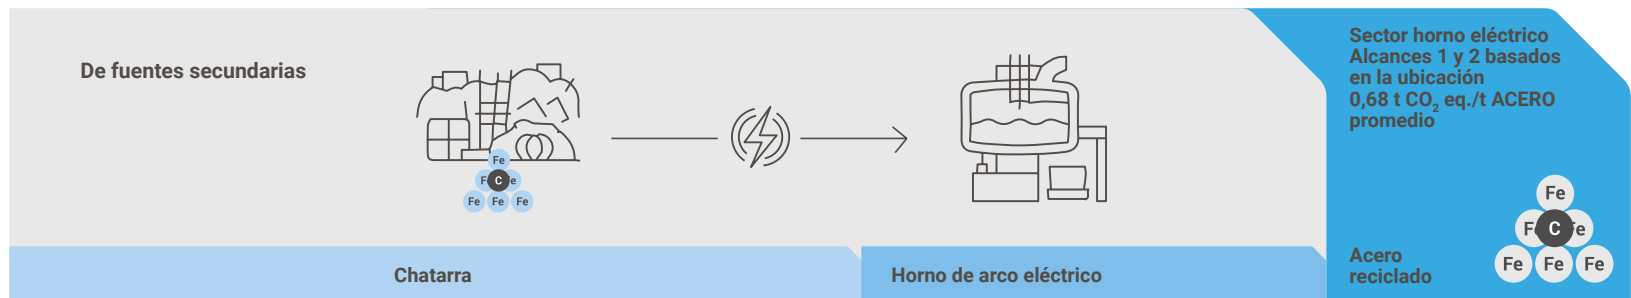 De fuentes secundarias
Fe
F C e
Fe Fe Fe
Chatarra
Horno de arco eléctrico
Sector horno eléctrico
Alcances 1 y 2 basados
en la ubicación
0,68 t CO₂ eq./t ACERO
promedio
Fe
F C e
Fe Fe Fe
Acero
reciclado